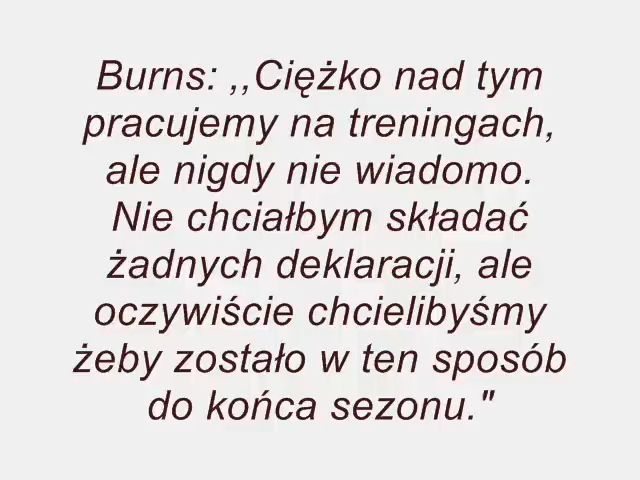 Burns: ,,Ciężko nad tym
pracujemy na treningach,
ale nigdy nie wiadomo.
Nie chciałbym składać
żadnych deklaracji, ale
oczywiście chcielibyśmy
żeby zostało w ten sposób
do końca sezonu."